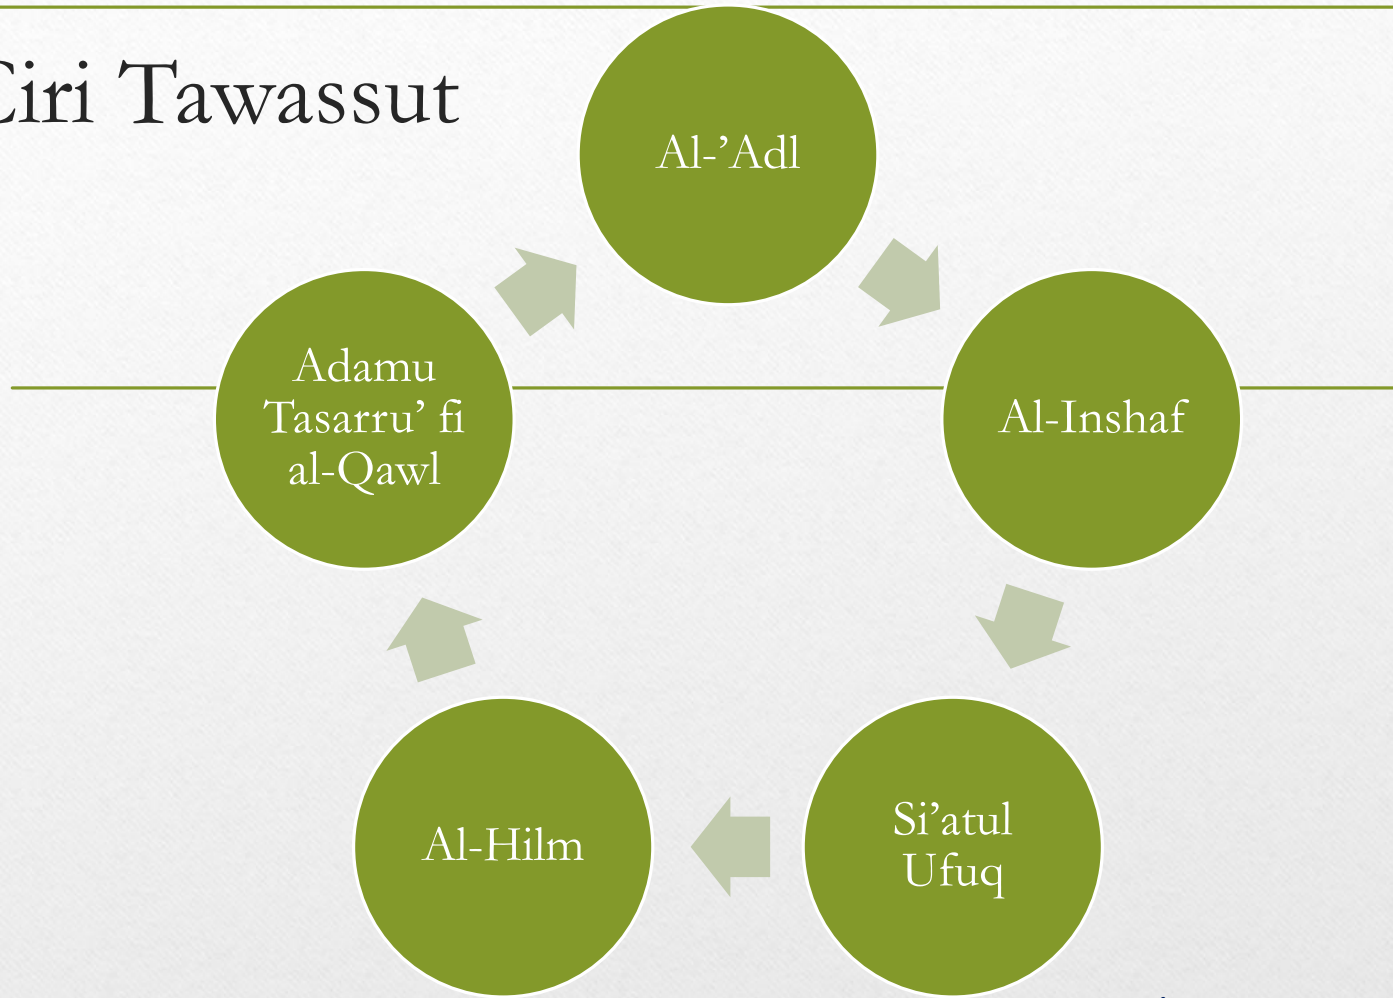 Ciri Tawassut
Al-’Adl
Al-Inshaf
Si’atul
Ufuq
Al-Hilm
Adamu
Tasarru’ fi
al-Qawl